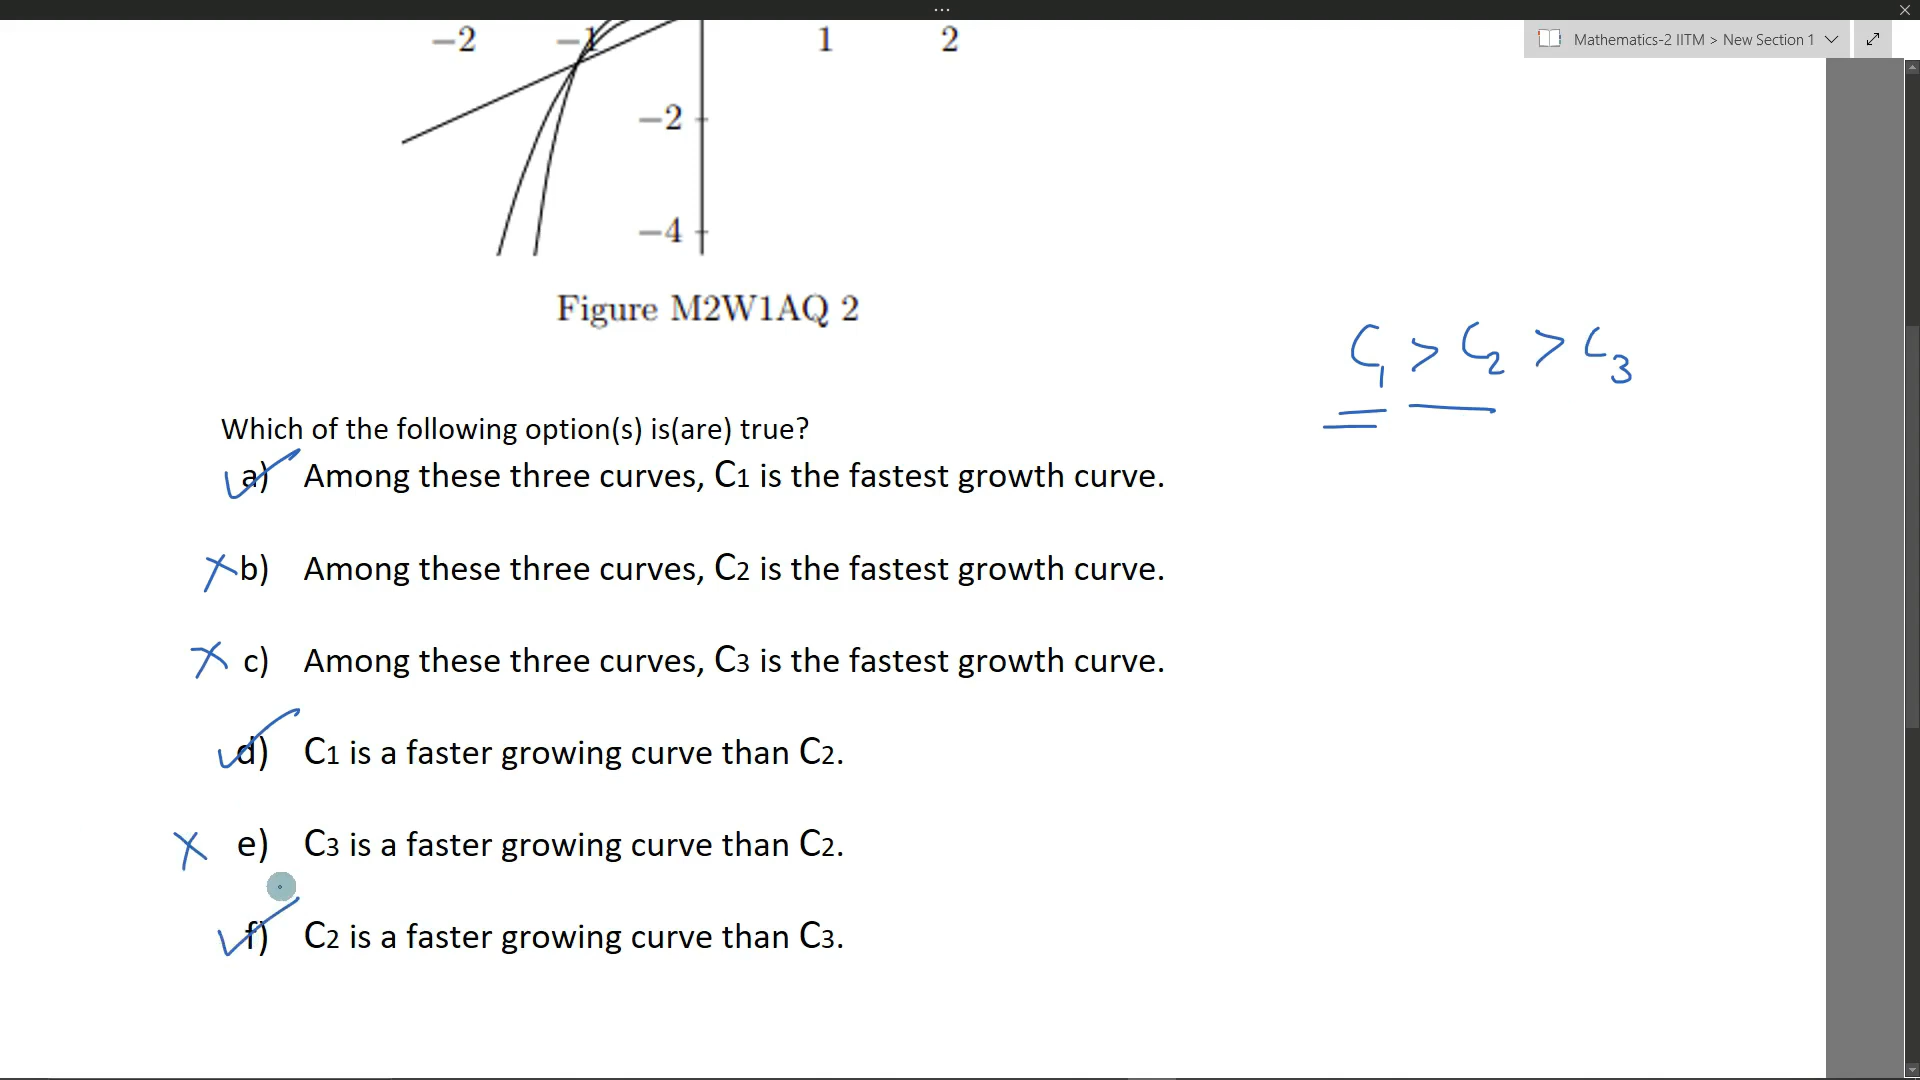 ...
Mathematics-2 IITM > New Section 1
−2 −1 1 2
−2
−4
Figure M2W1AQ 2
C1 > C2 > C3
Which of the following option(s) is(are) true?
a) Among these three curves, C1 is the fastest growth curve.
b) Among these three curves, C2 is the fastest growth curve.
c) Among these three curves, C3 is the fastest growth curve.
d) C1 is a faster growing curve than C2.
e) C3 is a faster growing curve than C2.
f) C2 is a faster growing curve than C3.